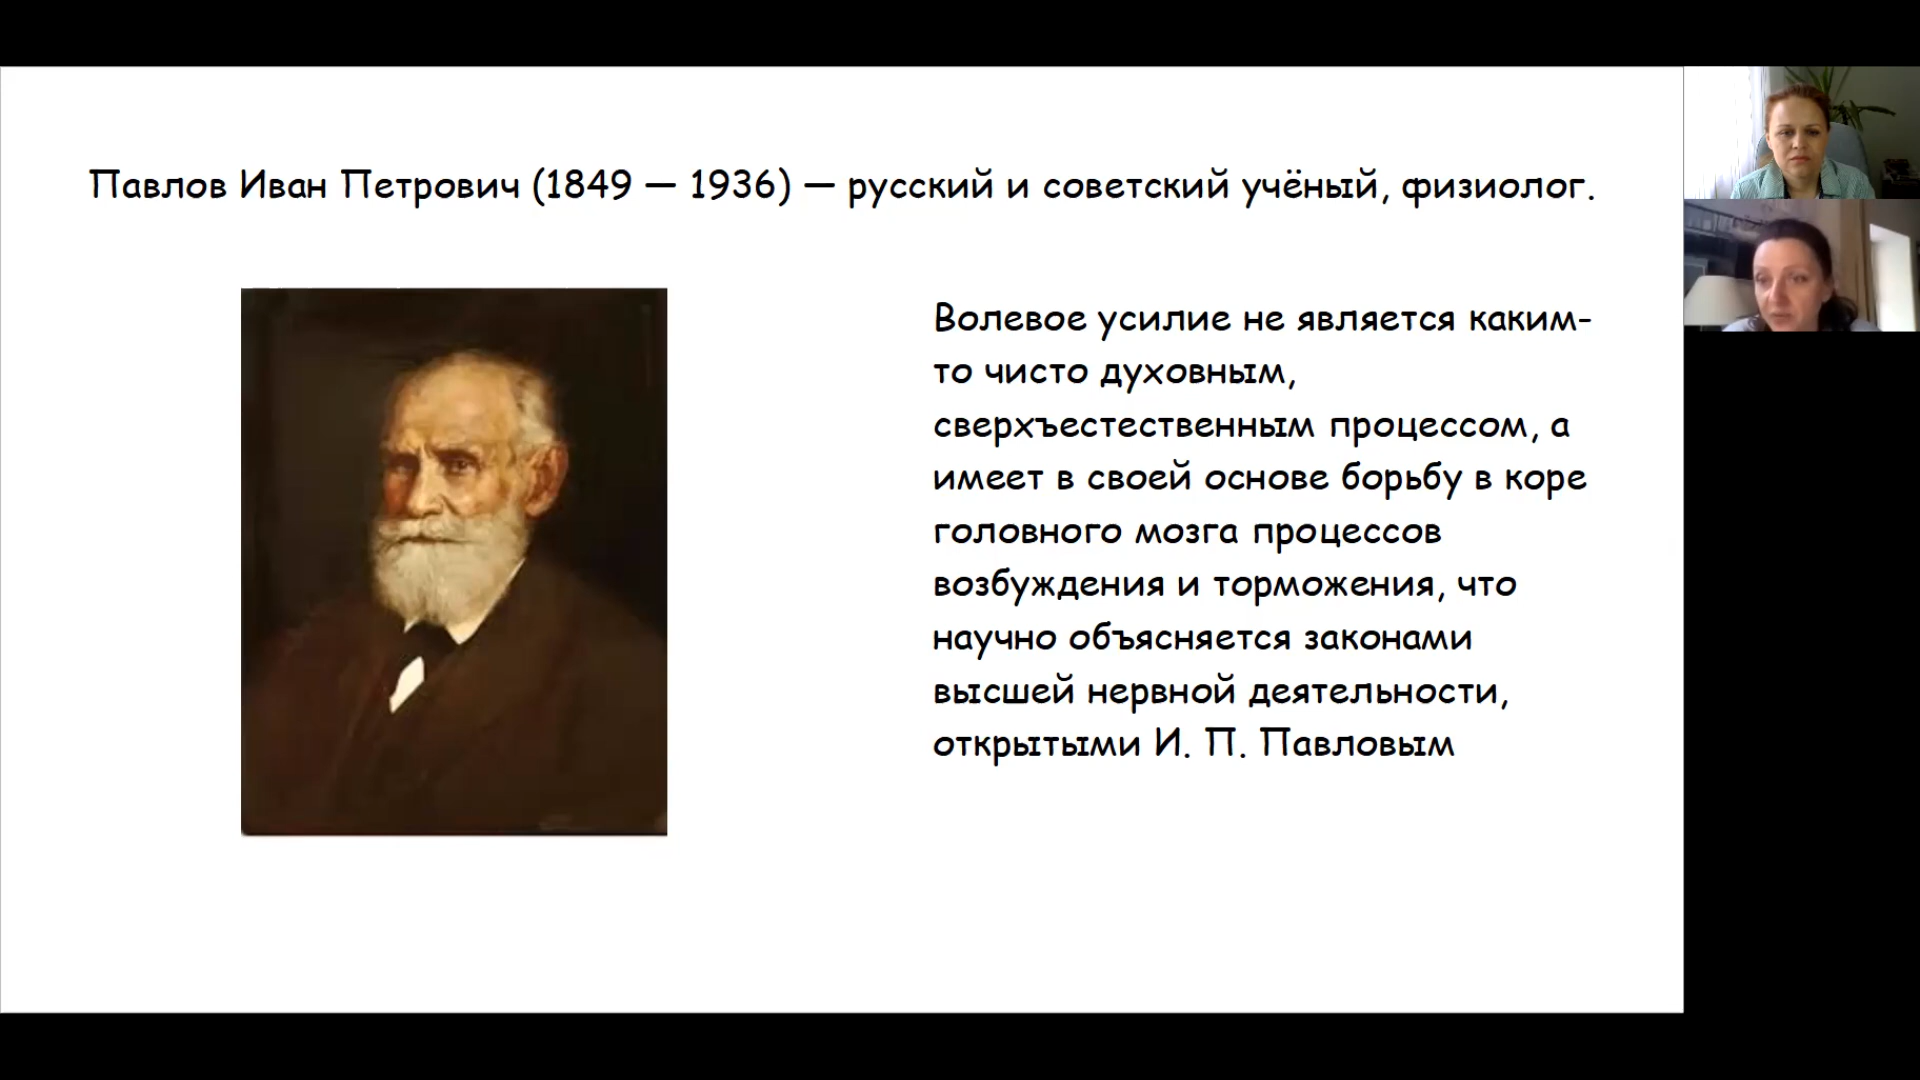 Павлов Иван Петрович (1849 — 1936) — русский и советский учёный, физиолог.
Волевое усилие не является каким-
то чисто духовным,
сверхъестественным процессом, а
имеет в своей основе борьбу в коре
головного мозга процессов
возбуждения и торможения, что
научно объясняется законами
высшей нервной деятельности,
открытыми И. П. Павловым